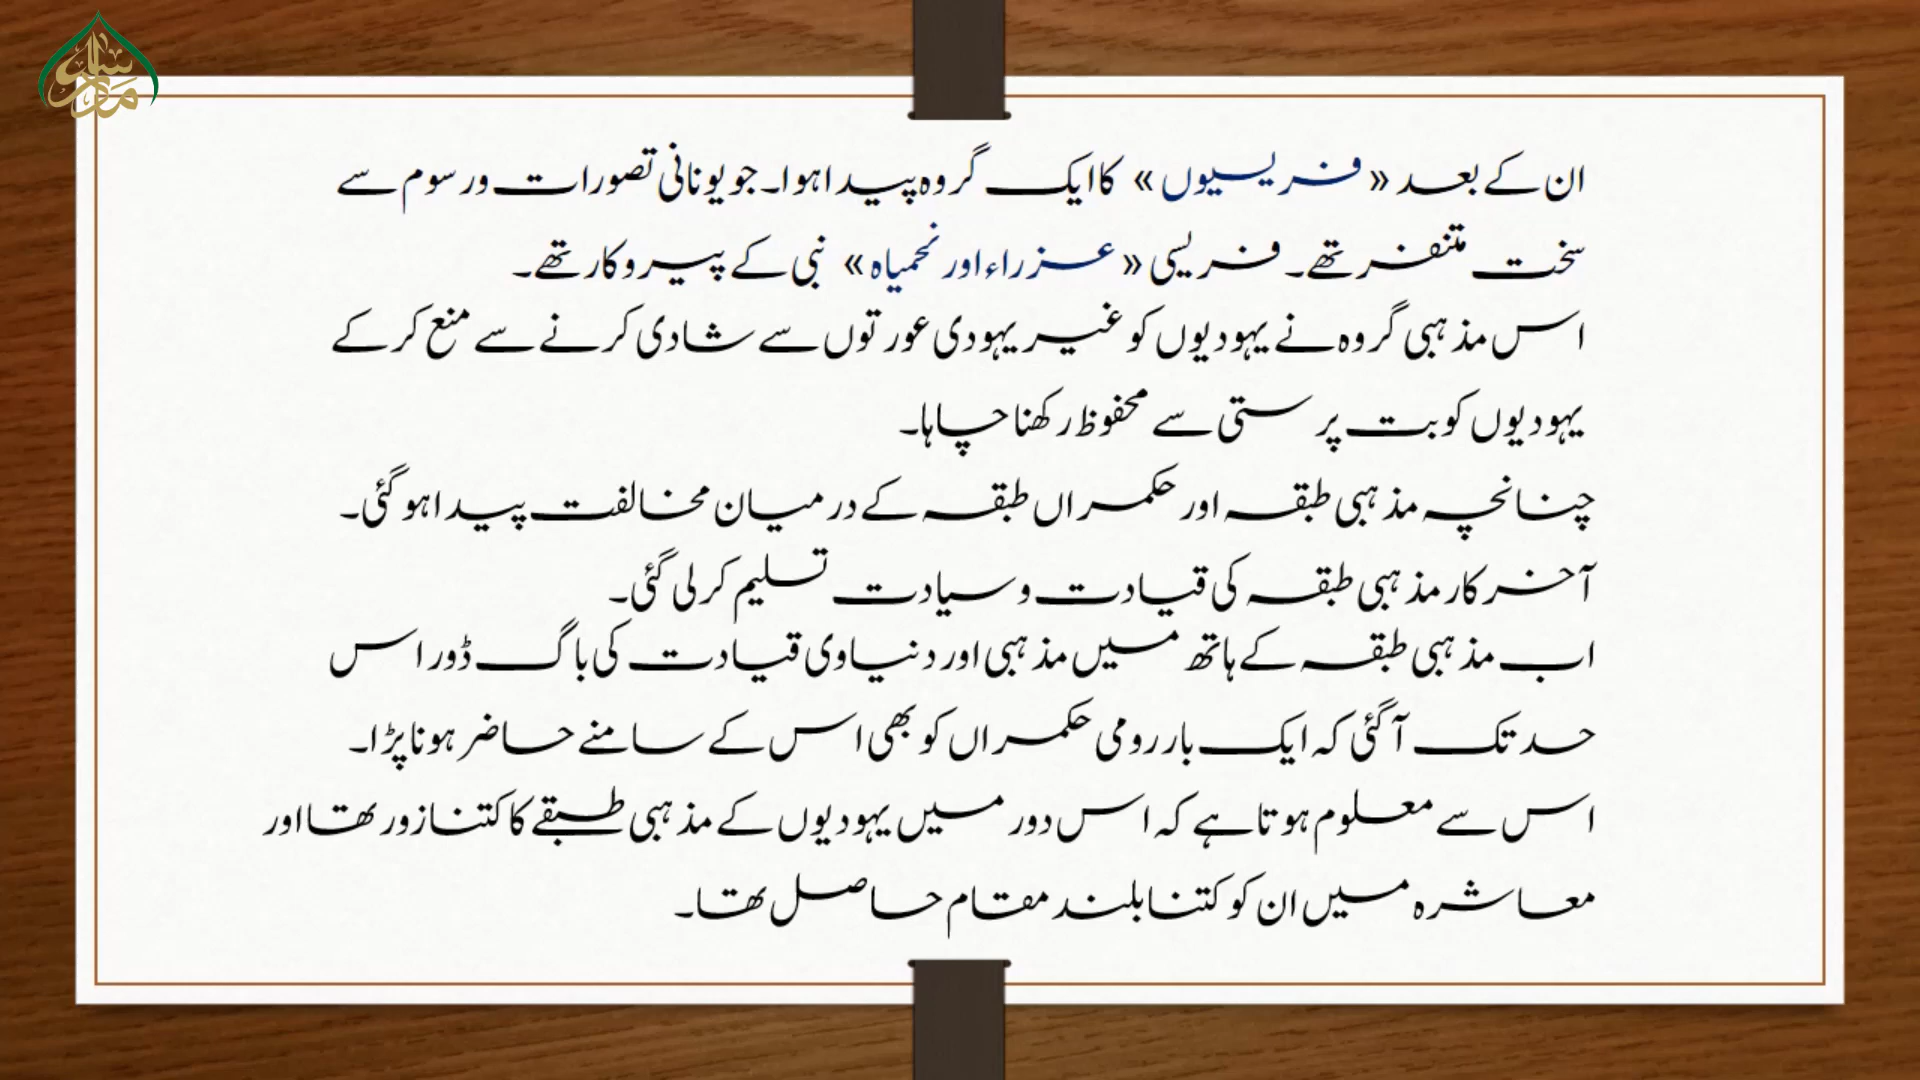 ان کے بعد «فریسیوں» کا ایک گروہ پیدا ہوا۔ جو یونانی تصورات ورسوم سے
سخت متنفر تھے۔ فریسی «عزراء اور نحمیاہ» نبی کے پیروکار تھے۔
اس مذہبی گروہ نے یہودیوں کو غیر یہودی عورتوں سے شادی کرنے سے منع کر کے
یہودیوں کو بت پرستی سے محفوظ رکھنا چاہا۔
چنانچہ مذہبی طبقہ اور حکمراں طبقہ کے درمیان مخالفت پیدا ہو گئی۔
آخر کار مذہبی طبقہ کی قیادت وسیادت تسلیم کر لی گئی۔
اب مذہبی طبقہ کے ہاتھ میں مذہبی اور دنیاوی قیادت کی باگ ڈور اس
حد تک آگئی کہ ایک بار رومی حکمراں کو بھی اس کے سامنے حاضر ہونا پڑا۔
اس سے معلوم ہوتا ہے کہ اس دور میں یہودیوں کے مذہبی طبقے کا کتنا زور تھا اور
معاشرہ میں ان کو کتنا بلند مقام حاصل تھا۔